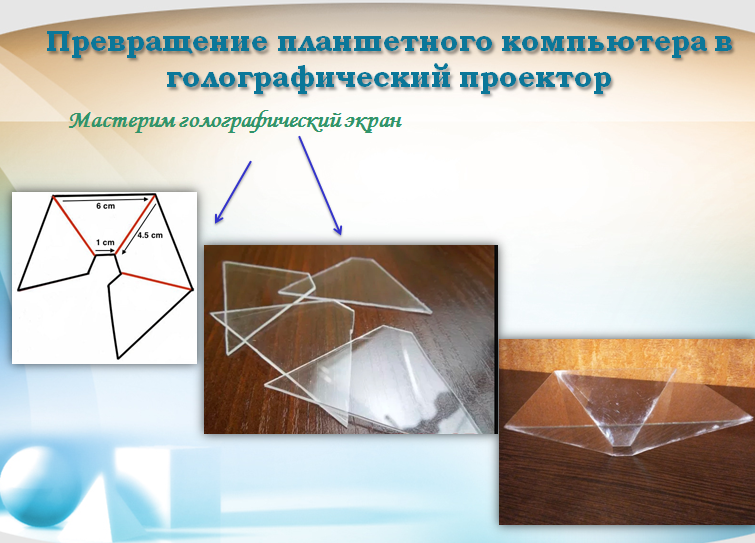 Превращение планшетного компьютера в
голографический проектор
Мастерим голографический экран
6 cm
1 cm
4.5 cm